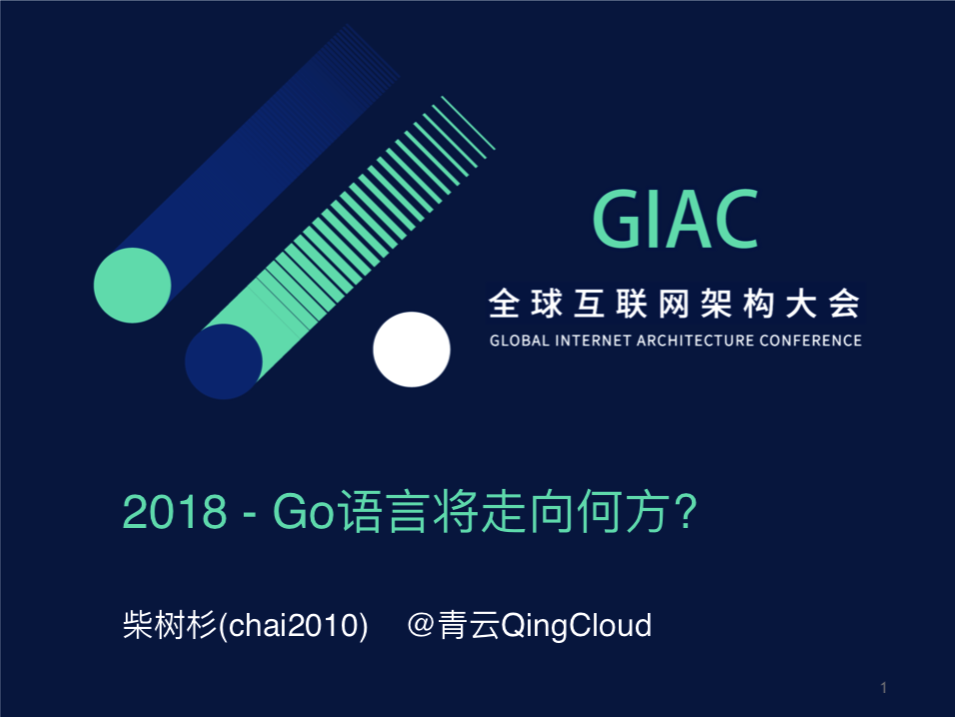 GIAC
全球互联网架构大会
GLOBAL INTERNET ARCHITECTURE CONFERENCE
2018 - Go语言将走向何方?
柴树杉(chai2010) @青云QingCloud
1